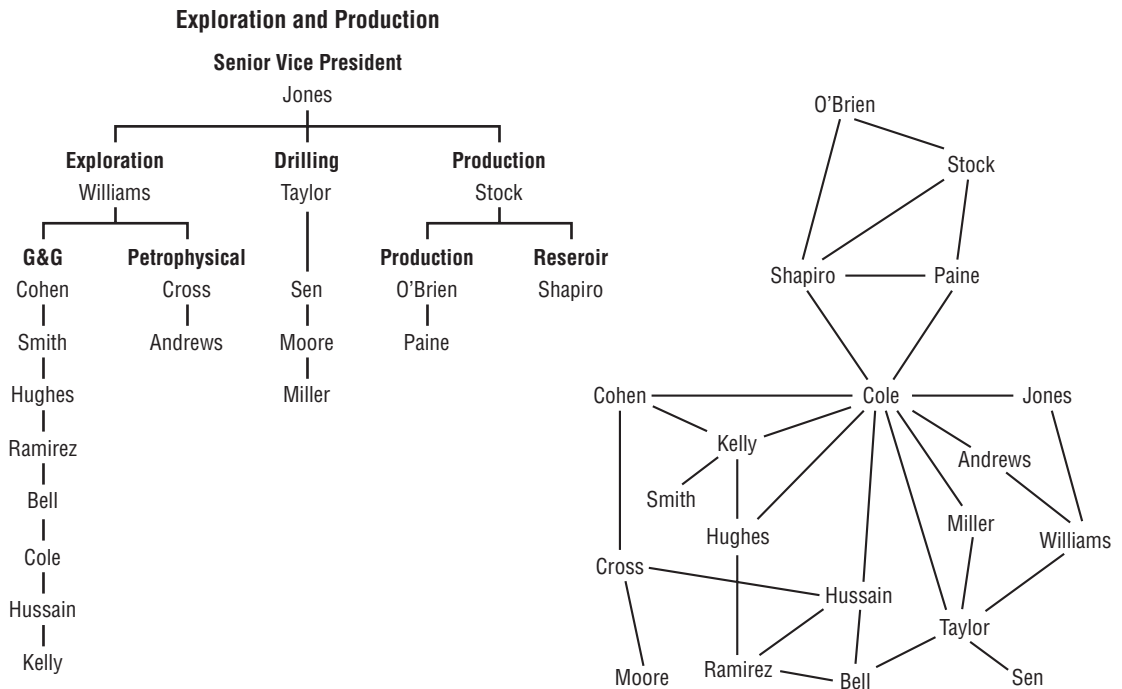 Exploration and Production
Senior Vice President
Jones
Exploration Drilling Production
Williams Taylor Stock
G&G Petrophysical Production Reseroir
Cohen Cross Sen O'Brien Shapiro
Smith Andrews Moore Paine
Hughes Miller
Ramirez
Bell
Cole
Hussain
Kelly
O'Brien
Stock
Shapiro Paine
Cohen Cole Jones
Kelly
Andrews
Smith
Miller
Hughes
Williams
Cross
Hussain
Taylor
Ramirez
Moore Bell Sen